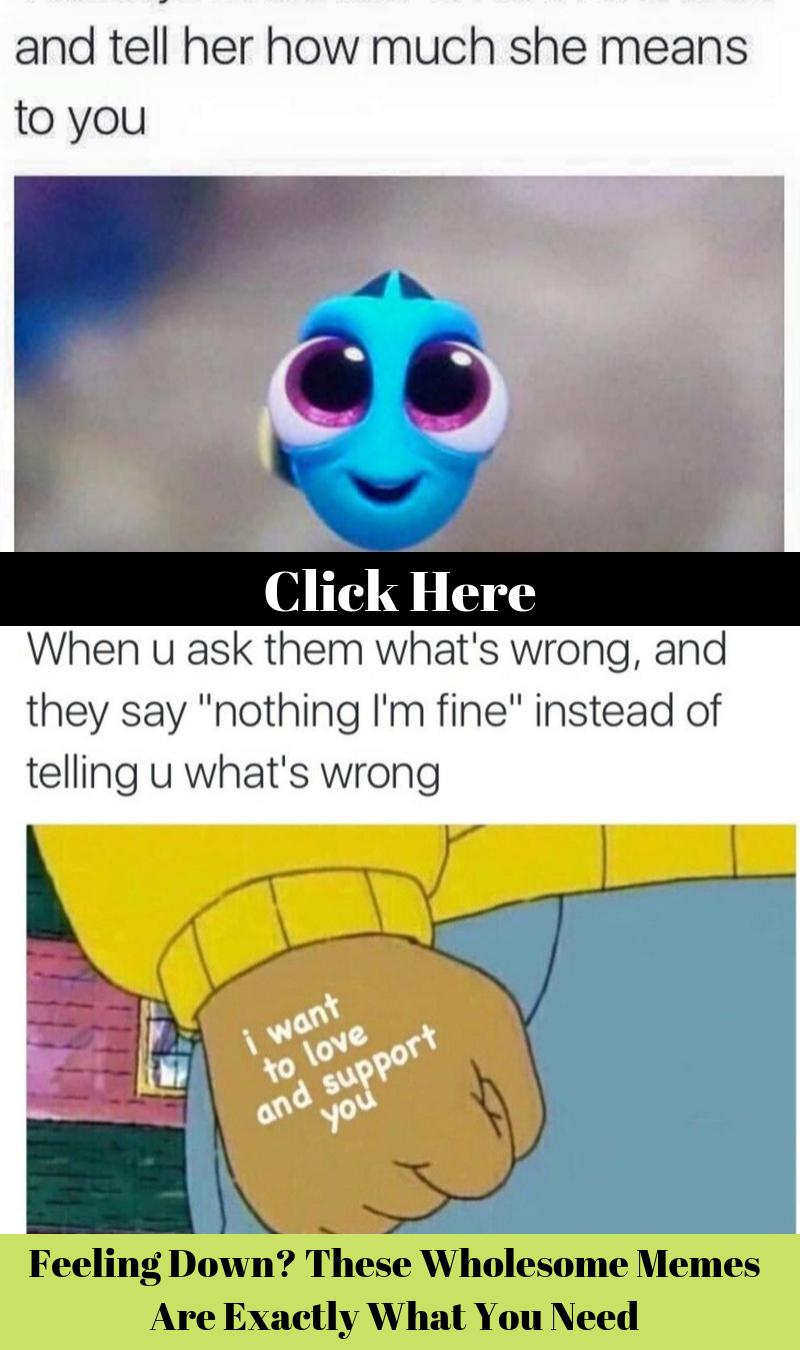 and tell her how much she means
to you
Click Here
When u ask them what's wrong, and
they say "nothing I'm fine" instead of
telling u what's wrong
i want
to love
and support
you
Feeling Down? These Wholesome Memes
Are Exactly What You Need